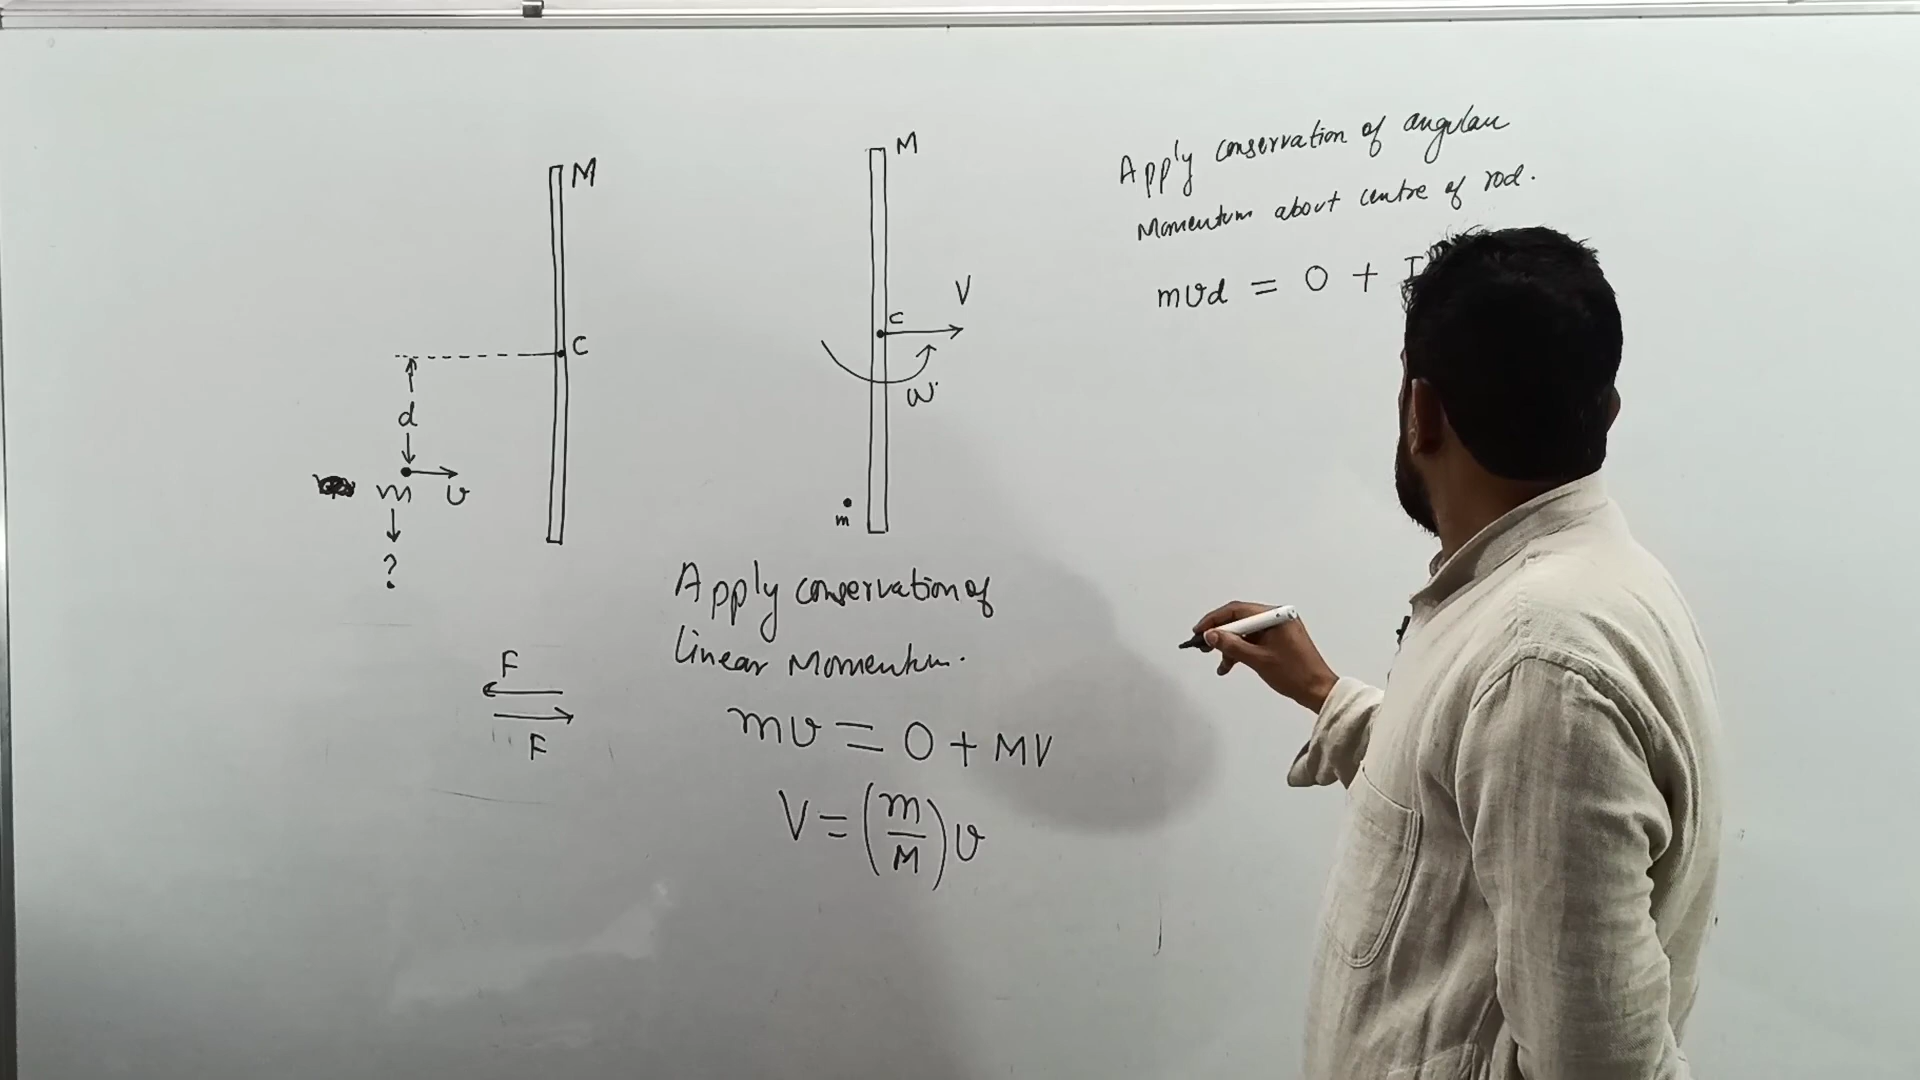 M
C
d
m v
?
F
F
M
V
C
ω
m
Apply conservation of
linear Momentum.
mv = 0 + MV
V = (m/M) v
Apply conservation of angular
Momentum about centre of rod.
mvd = 0 + I